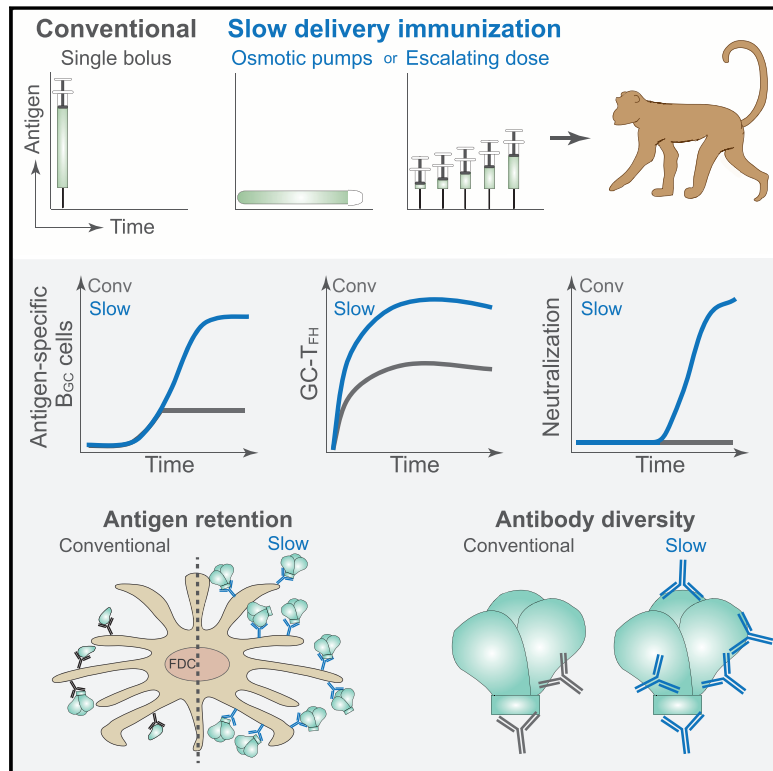 Conventional
Single bolus
Slow delivery immunization
Osmotic pumps or Escalating dose
Antigen
Time
Antigen-specific
BGC cells
Conv
Slow
Time
GC-TFH
Conv
Slow
Time
Neutralization
Conv
Slow
Time
Antigen retention
Conventional
Slow
FDC
Antibody diversity
Conventional
Slow